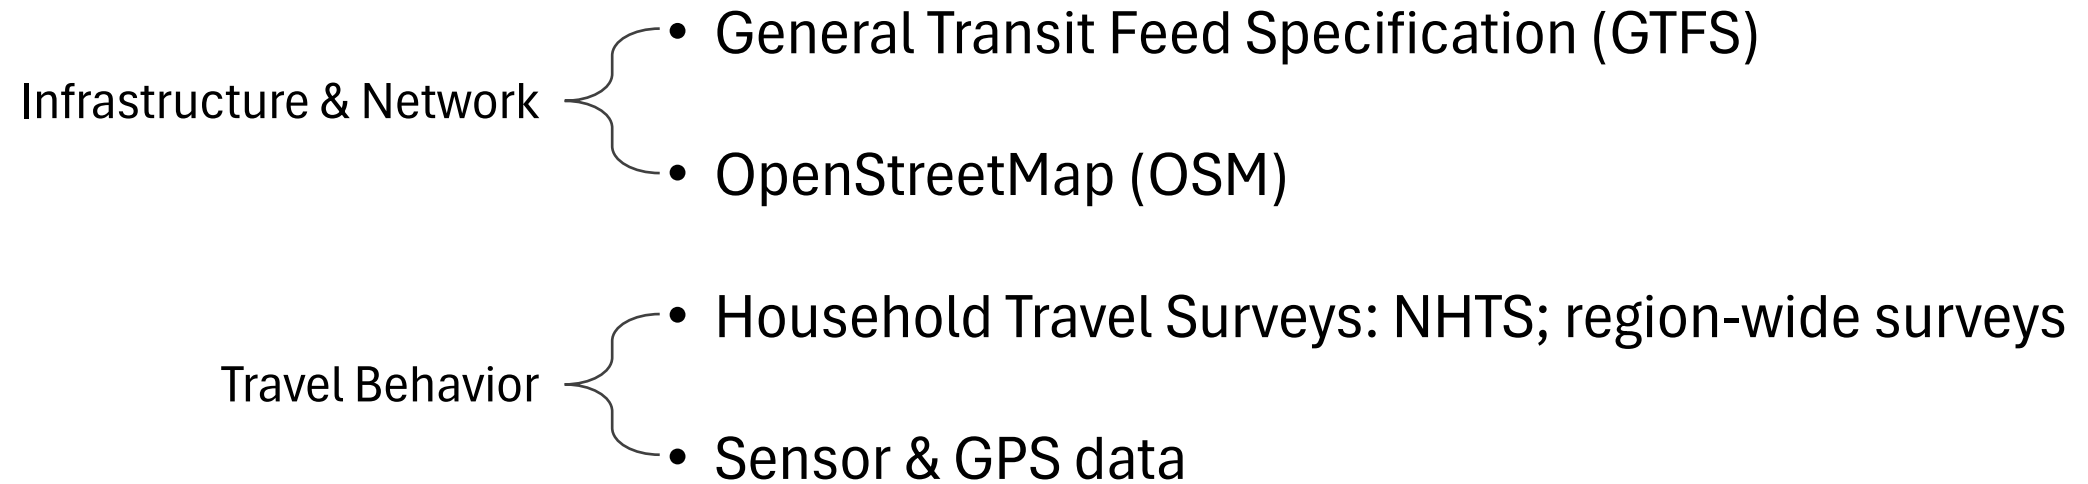 • General Transit Feed Specification (GTFS)
Infrastructure & Network
• OpenStreetMap (OSM)
• Household Travel Surveys: NHTS; region-wide surveys
Travel Behavior
• Sensor & GPS data